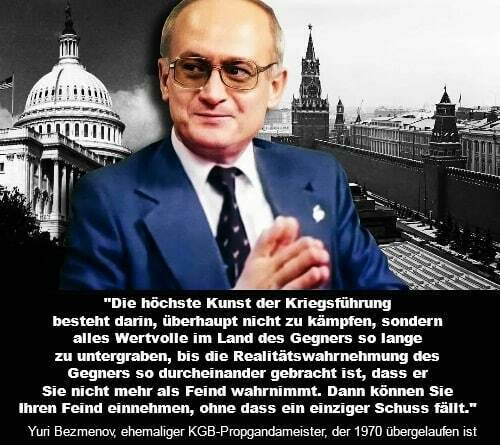 "Die höchste Kunst der Kriegsführung
besteht darin, überhaupt nicht zu kämpfen, sondern
alles Wertvolle im Land des Gegners so lange
zu untergraben, bis die Realitätswahrnehmung des
Gegners so durcheinander gebracht ist, dass er
Sie nicht mehr als Feind wahrnimmt. Dann können Sie
Ihren Feind einnehmen, ohne dass ein einziger Schuss fällt."
Yuri Bezmenov, ehemaliger KGB-Propgandameister, der 1970 übergelaufen ist